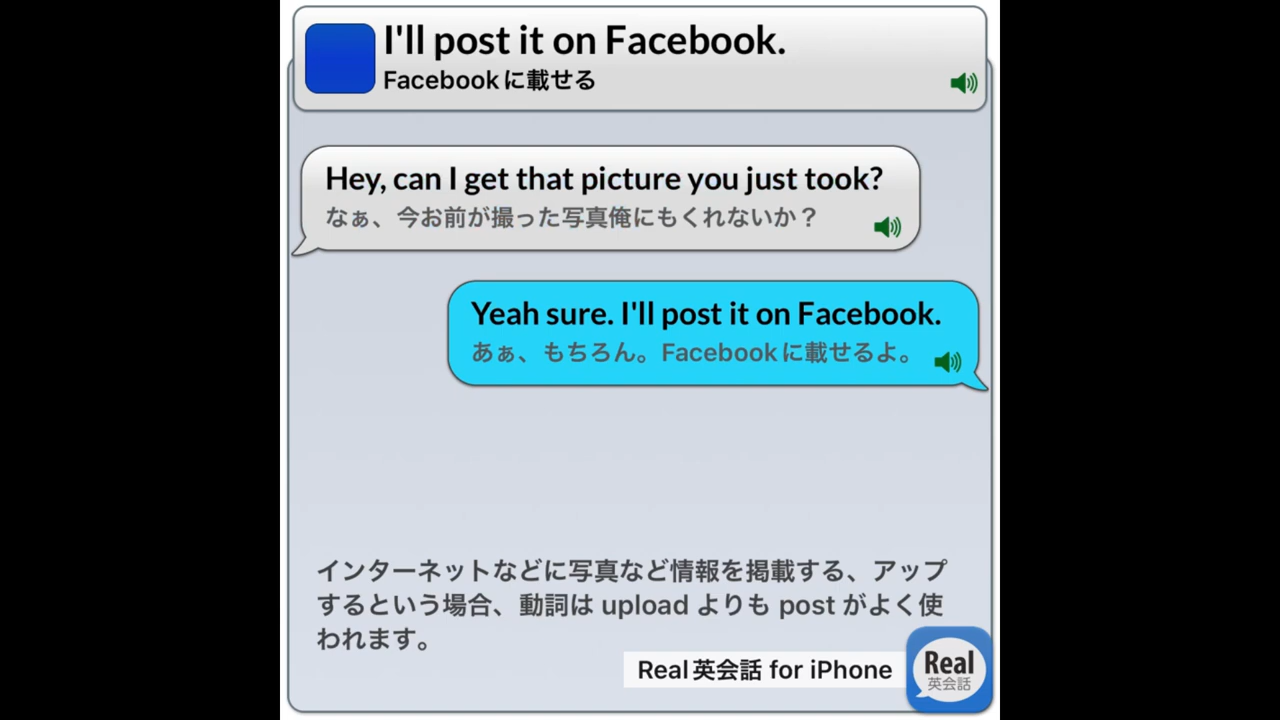 I'll post it on Facebook.
Facebookに載せる
Hey, can I get that picture you just took?
なぁ、今お前が撮った写真俺にもくれないか？
Yeah sure. I'll post it on Facebook.
あぁ、もちろん。Facebookに載せるよ。
インターネットなどに写真など情報を掲載する、アップ
するという場合、動詞は upload よりも post がよく使
われます。
Real英会話 for iPhone
Real
英会話